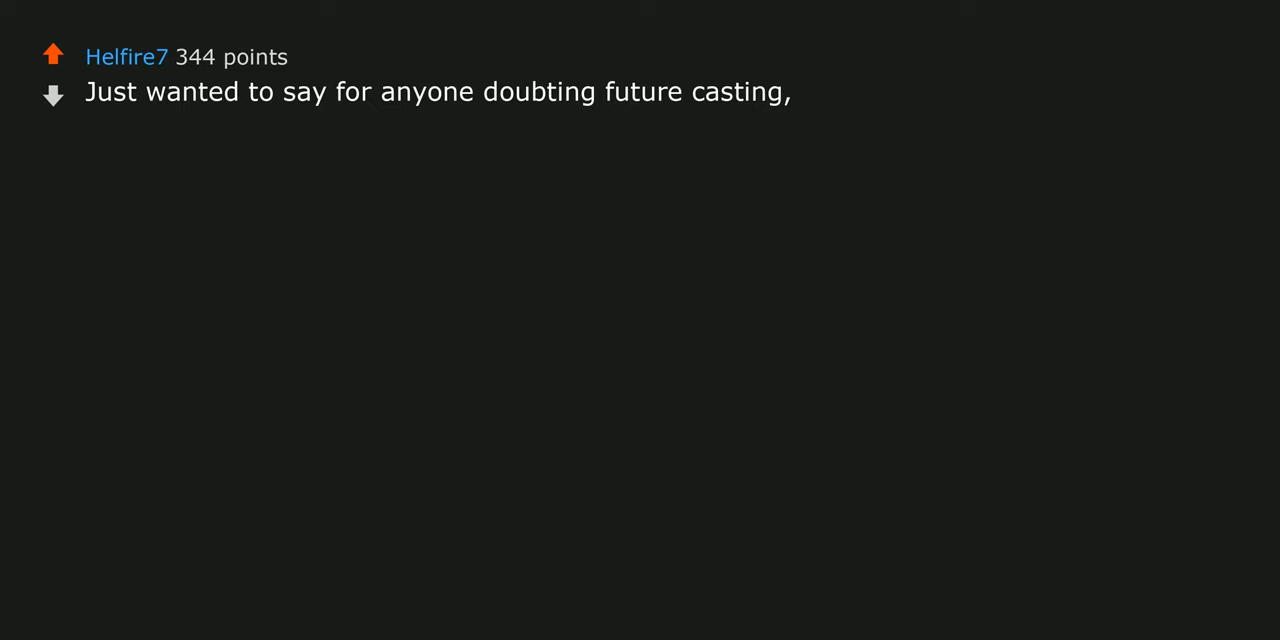 Helfire7 344 points
Just wanted to say for anyone doubting future casting,